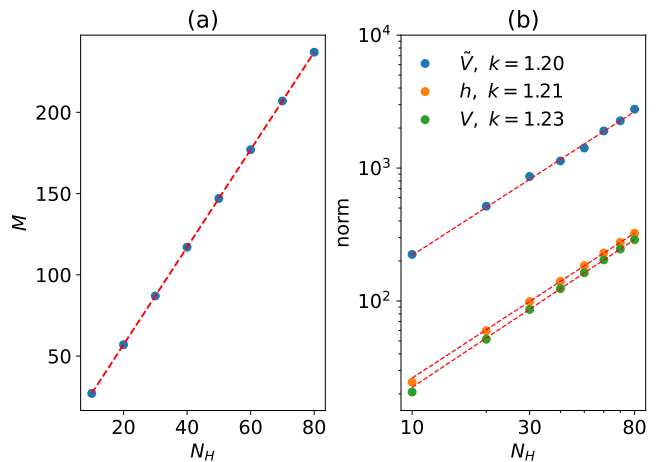 (a)
M
200
150
100
50
20
40
60
80
N_H
(b)
norm
10^4
10^3
10^2
Ṽ, k = 1.20
h, k = 1.21
V, k = 1.23
10
30
80
N_H